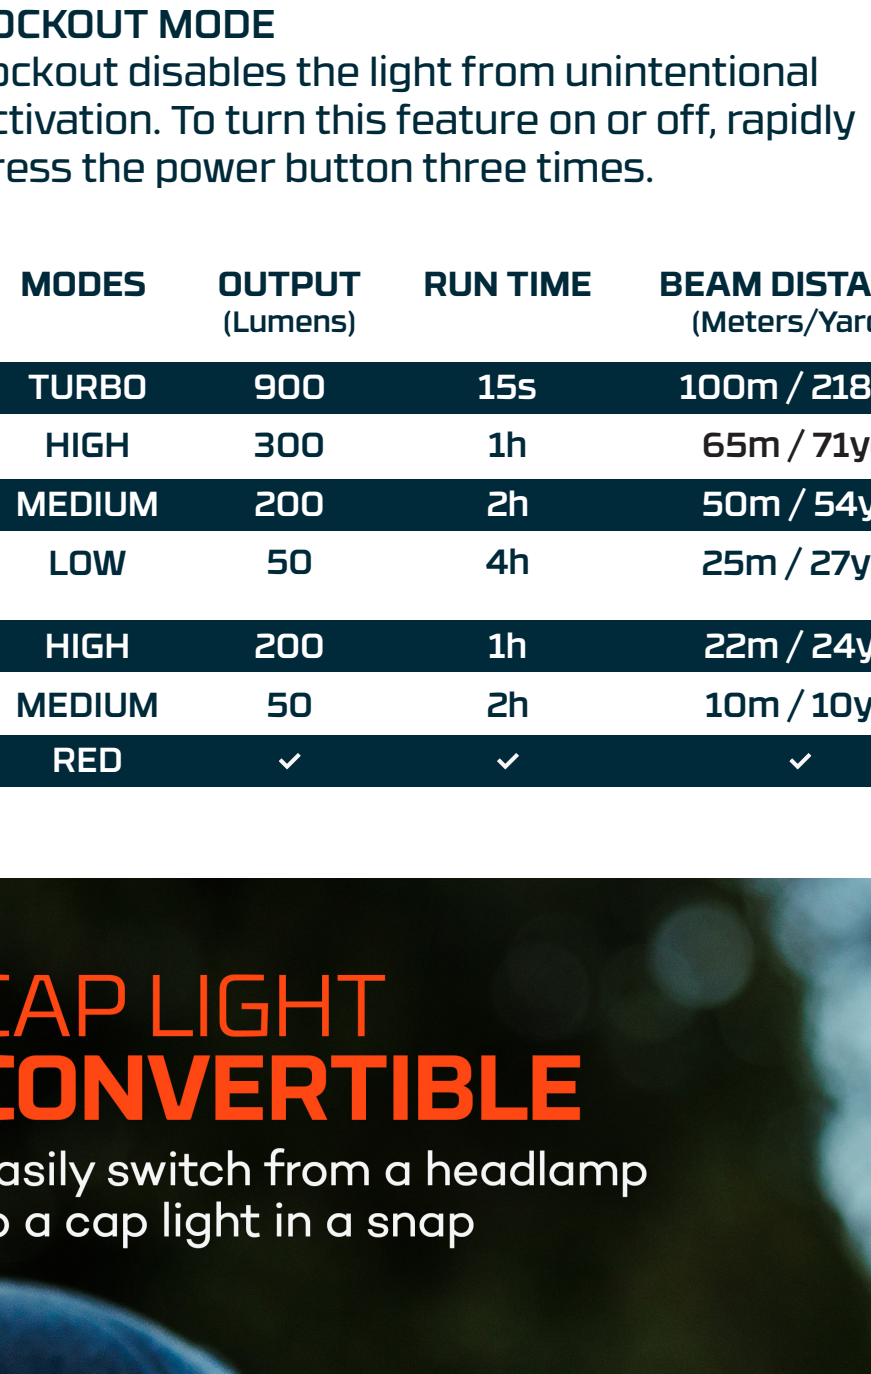 OCKOUT MODE
ockout disables the light from unintentional
ctivation. To turn this feature on or off, rapidly
ress the power button three times.
MODES OUTPUT RUN TIME BEAM DISTA
(Lumens) (Meters/Yard
TURBO 900 15s 100m / 218
HIGH 300 1h 65m / 71y
MEDIUM 200 2h 50m / 54y
LOW 50 4h 25m / 27y
HIGH 200 1h 22m / 24y
MEDIUM 50 2h 10m / 10y
RED ✓ ✓ ✓
CAP LIGHT
CONVERTIBLE
asily switch from a headlamp
o a cap light in a snap